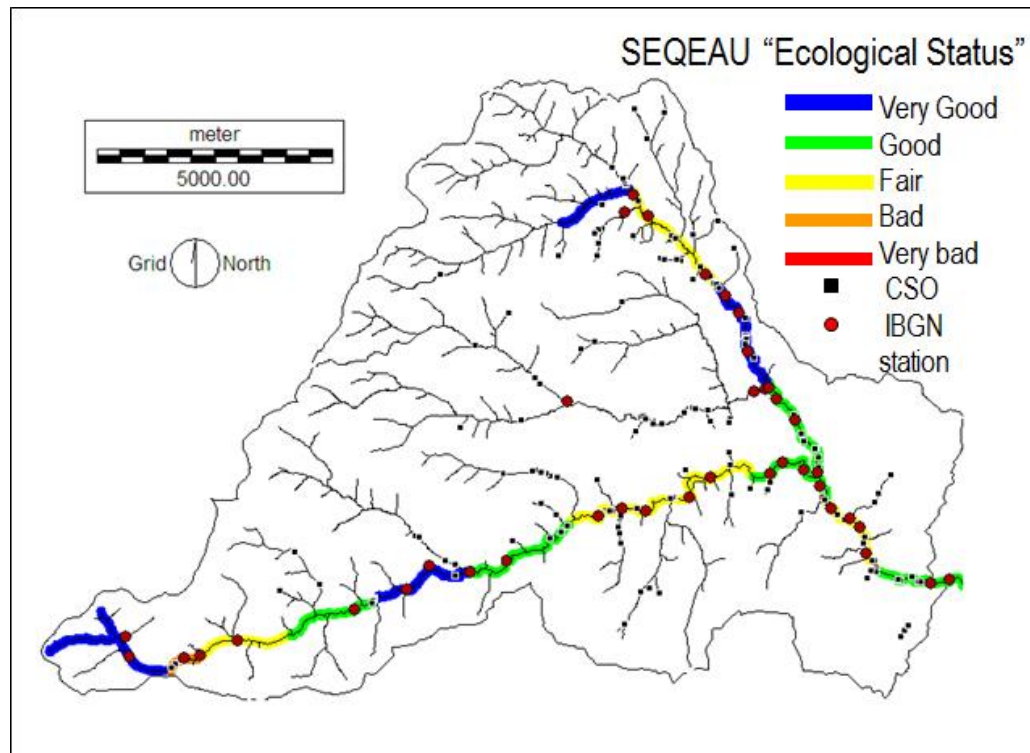 SEQEAU “Ecological Status”
meter
5000.00
Grid North
Very Good
Good
Fair
Bad
Very bad
CSO
IBGN
station